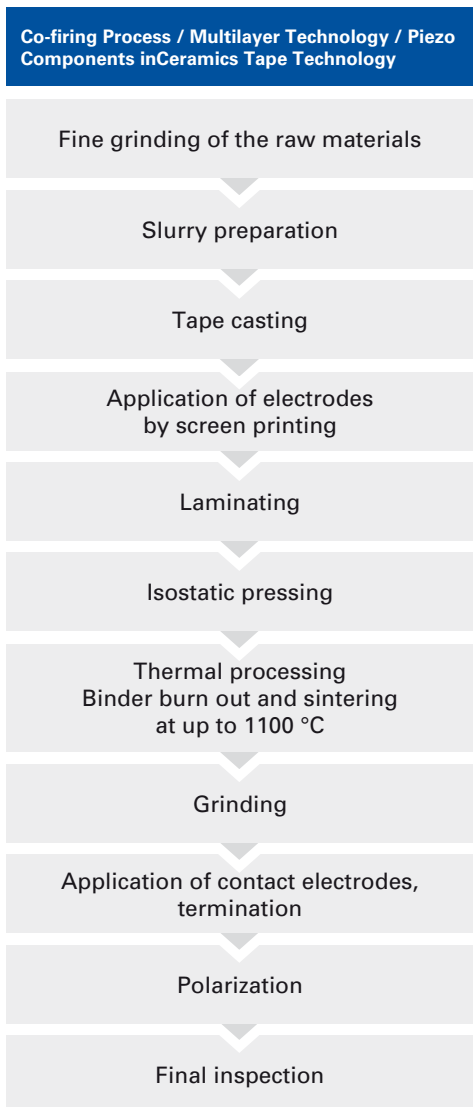 Co-firing Process / Multilayer Technology / Piezo
Components inCeramics Tape Technology
Fine grinding of the raw materials
Slurry preparation
Tape casting
Application of electrodes
by screen printing
Laminating
Isostatic pressing
Thermal processing
Binder burn out and sintering
at up to 1100 °C
Grinding
Application of contact electrodes,
termination
Polarization
Final inspection